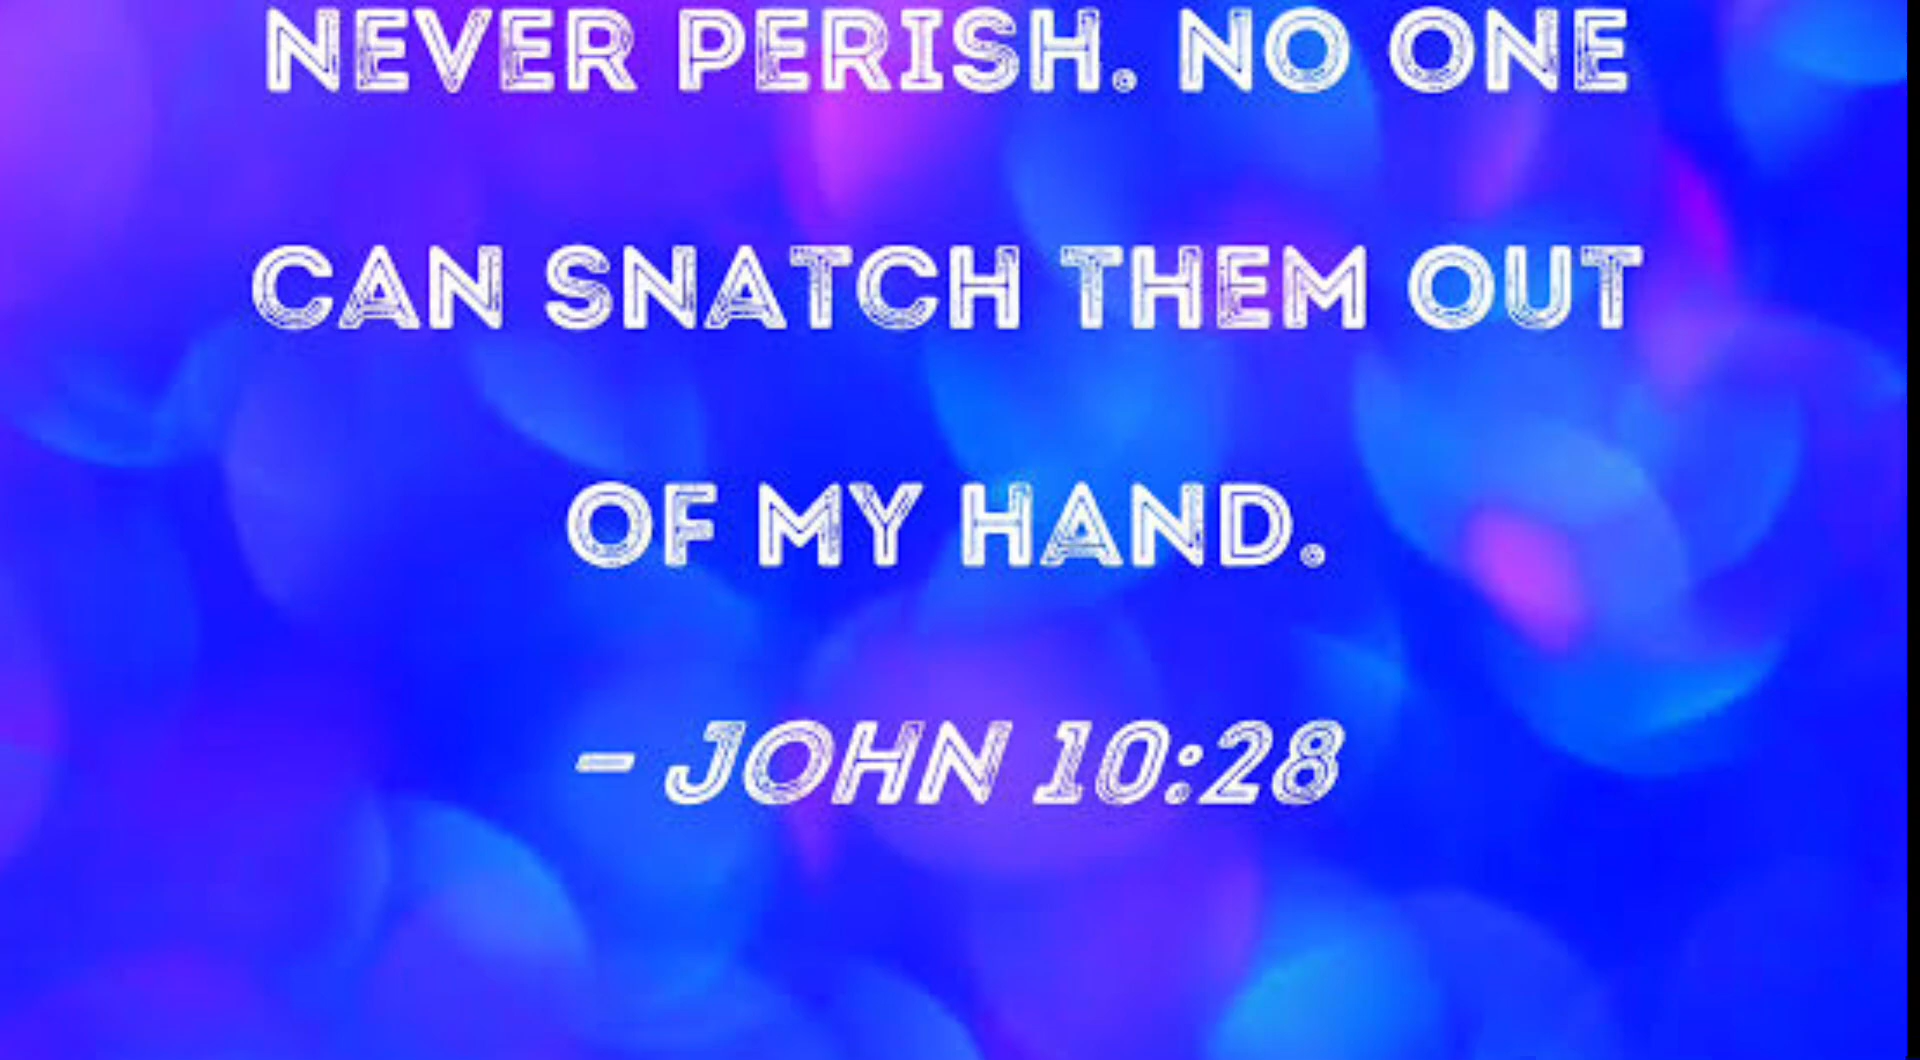 NEVER PERISH. NO ONE
CAN SNATCH THEM OUT
OF MY HAND.
– JOHN 10:28